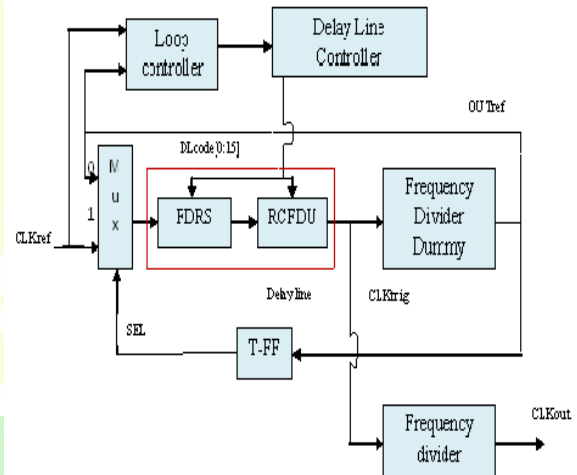 Loop
controller
Delay Line
Controller
OUTref
DLcode[0:15]
0
M
u
x
1
FDRS
RCFDU
Frequency
Divider
Dummy
CLKref
Delay line
CLKtrig
SEL
T-FF
CLKout
Frequency
divider